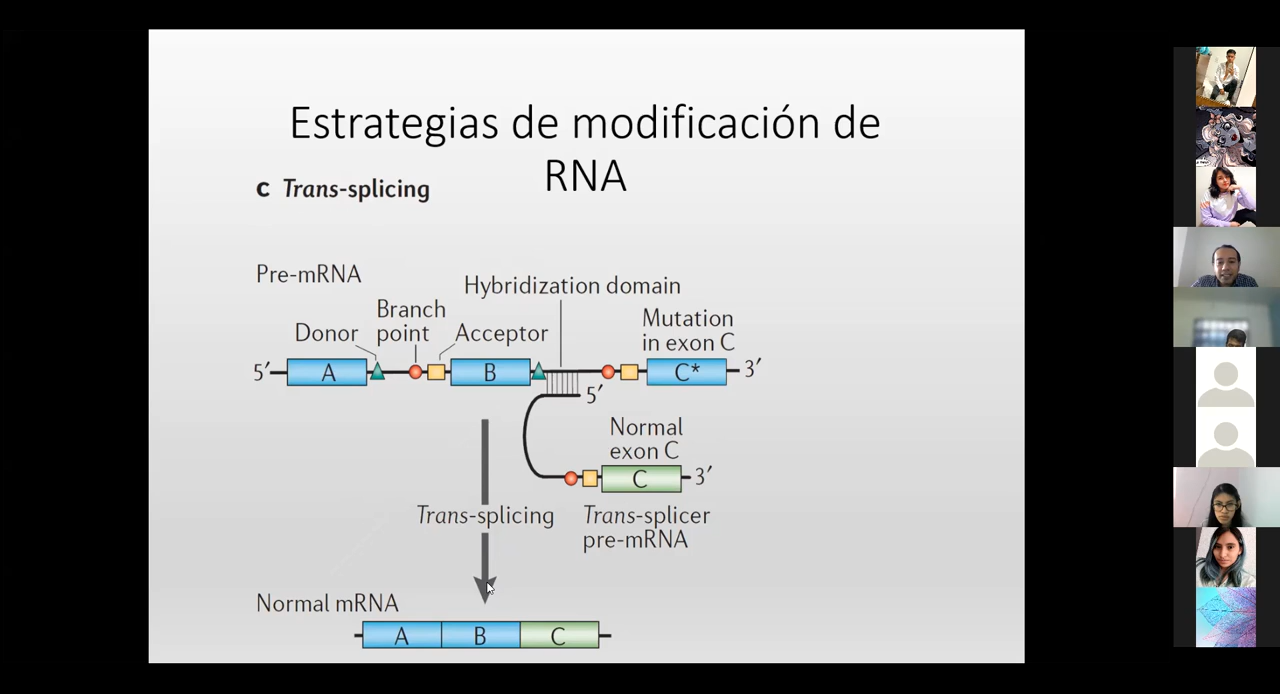 Estrategias de modificación de
RNA
c Trans-splicing
Pre-mRNA
Hybridization domain
Branch
point
Donor
Acceptor
Mutation
in exon C
5′
A
B
C*
3′
5′
Normal
exon C
C
3′
Trans-splicing
Trans-splicer
pre-mRNA
Normal mRNA
A
B
C